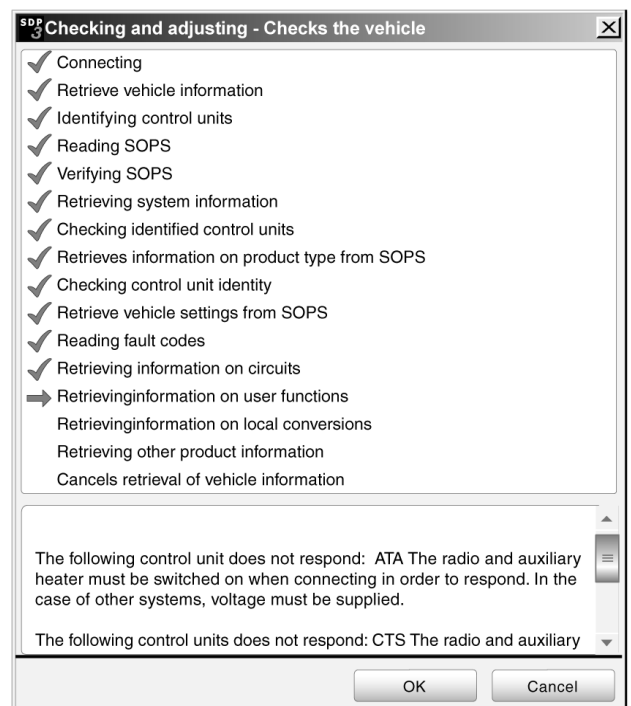 SDP3 Checking and adjusting - Checks the vehicle
Connecting
Retrieve vehicle information
Identifying control units
Reading SOPS
Verifying SOPS
Retrieving system information
Checking identified control units
Retrieves information on product type from SOPS
Checking control unit identity
Retrieve vehicle settings from SOPS
Reading fault codes
Retrieving information on circuits
Retrievinginformation on user functions
Retrievinginformation on local conversions
Retrieving other product information
Cancels retrieval of vehicle information
The following control unit does not respond: ATA The radio and auxiliary
heater must be switched on when connecting in order to respond. In the
case of other systems, voltage must be supplied.
The following control units does not respond: CTS The radio and auxiliary
OK Cancel